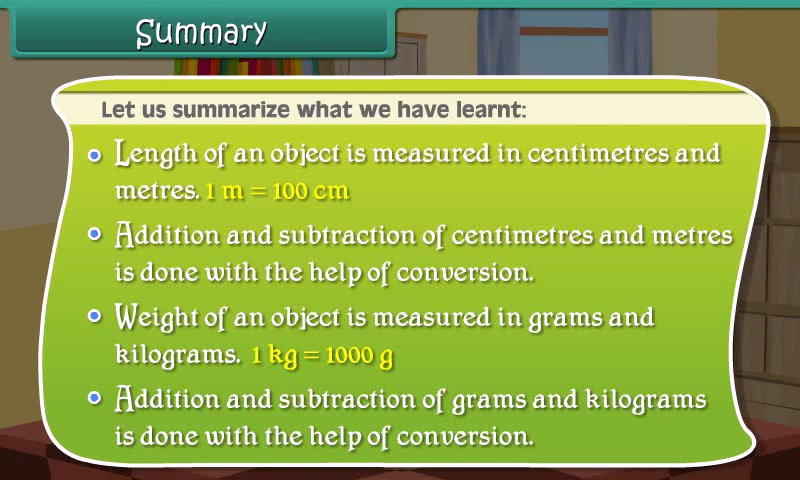 Summary
Let us summarize what we have learnt:
Length of an object is measured in centimetres and
metres. 1 m = 100 cm
Addition and subtraction of centimetres and metres
is done with the help of conversion.
Weight of an object is measured in grams and
kilograms. 1 kg = 1000 g
Addition and subtraction of grams and kilograms
is done with the help of conversion.